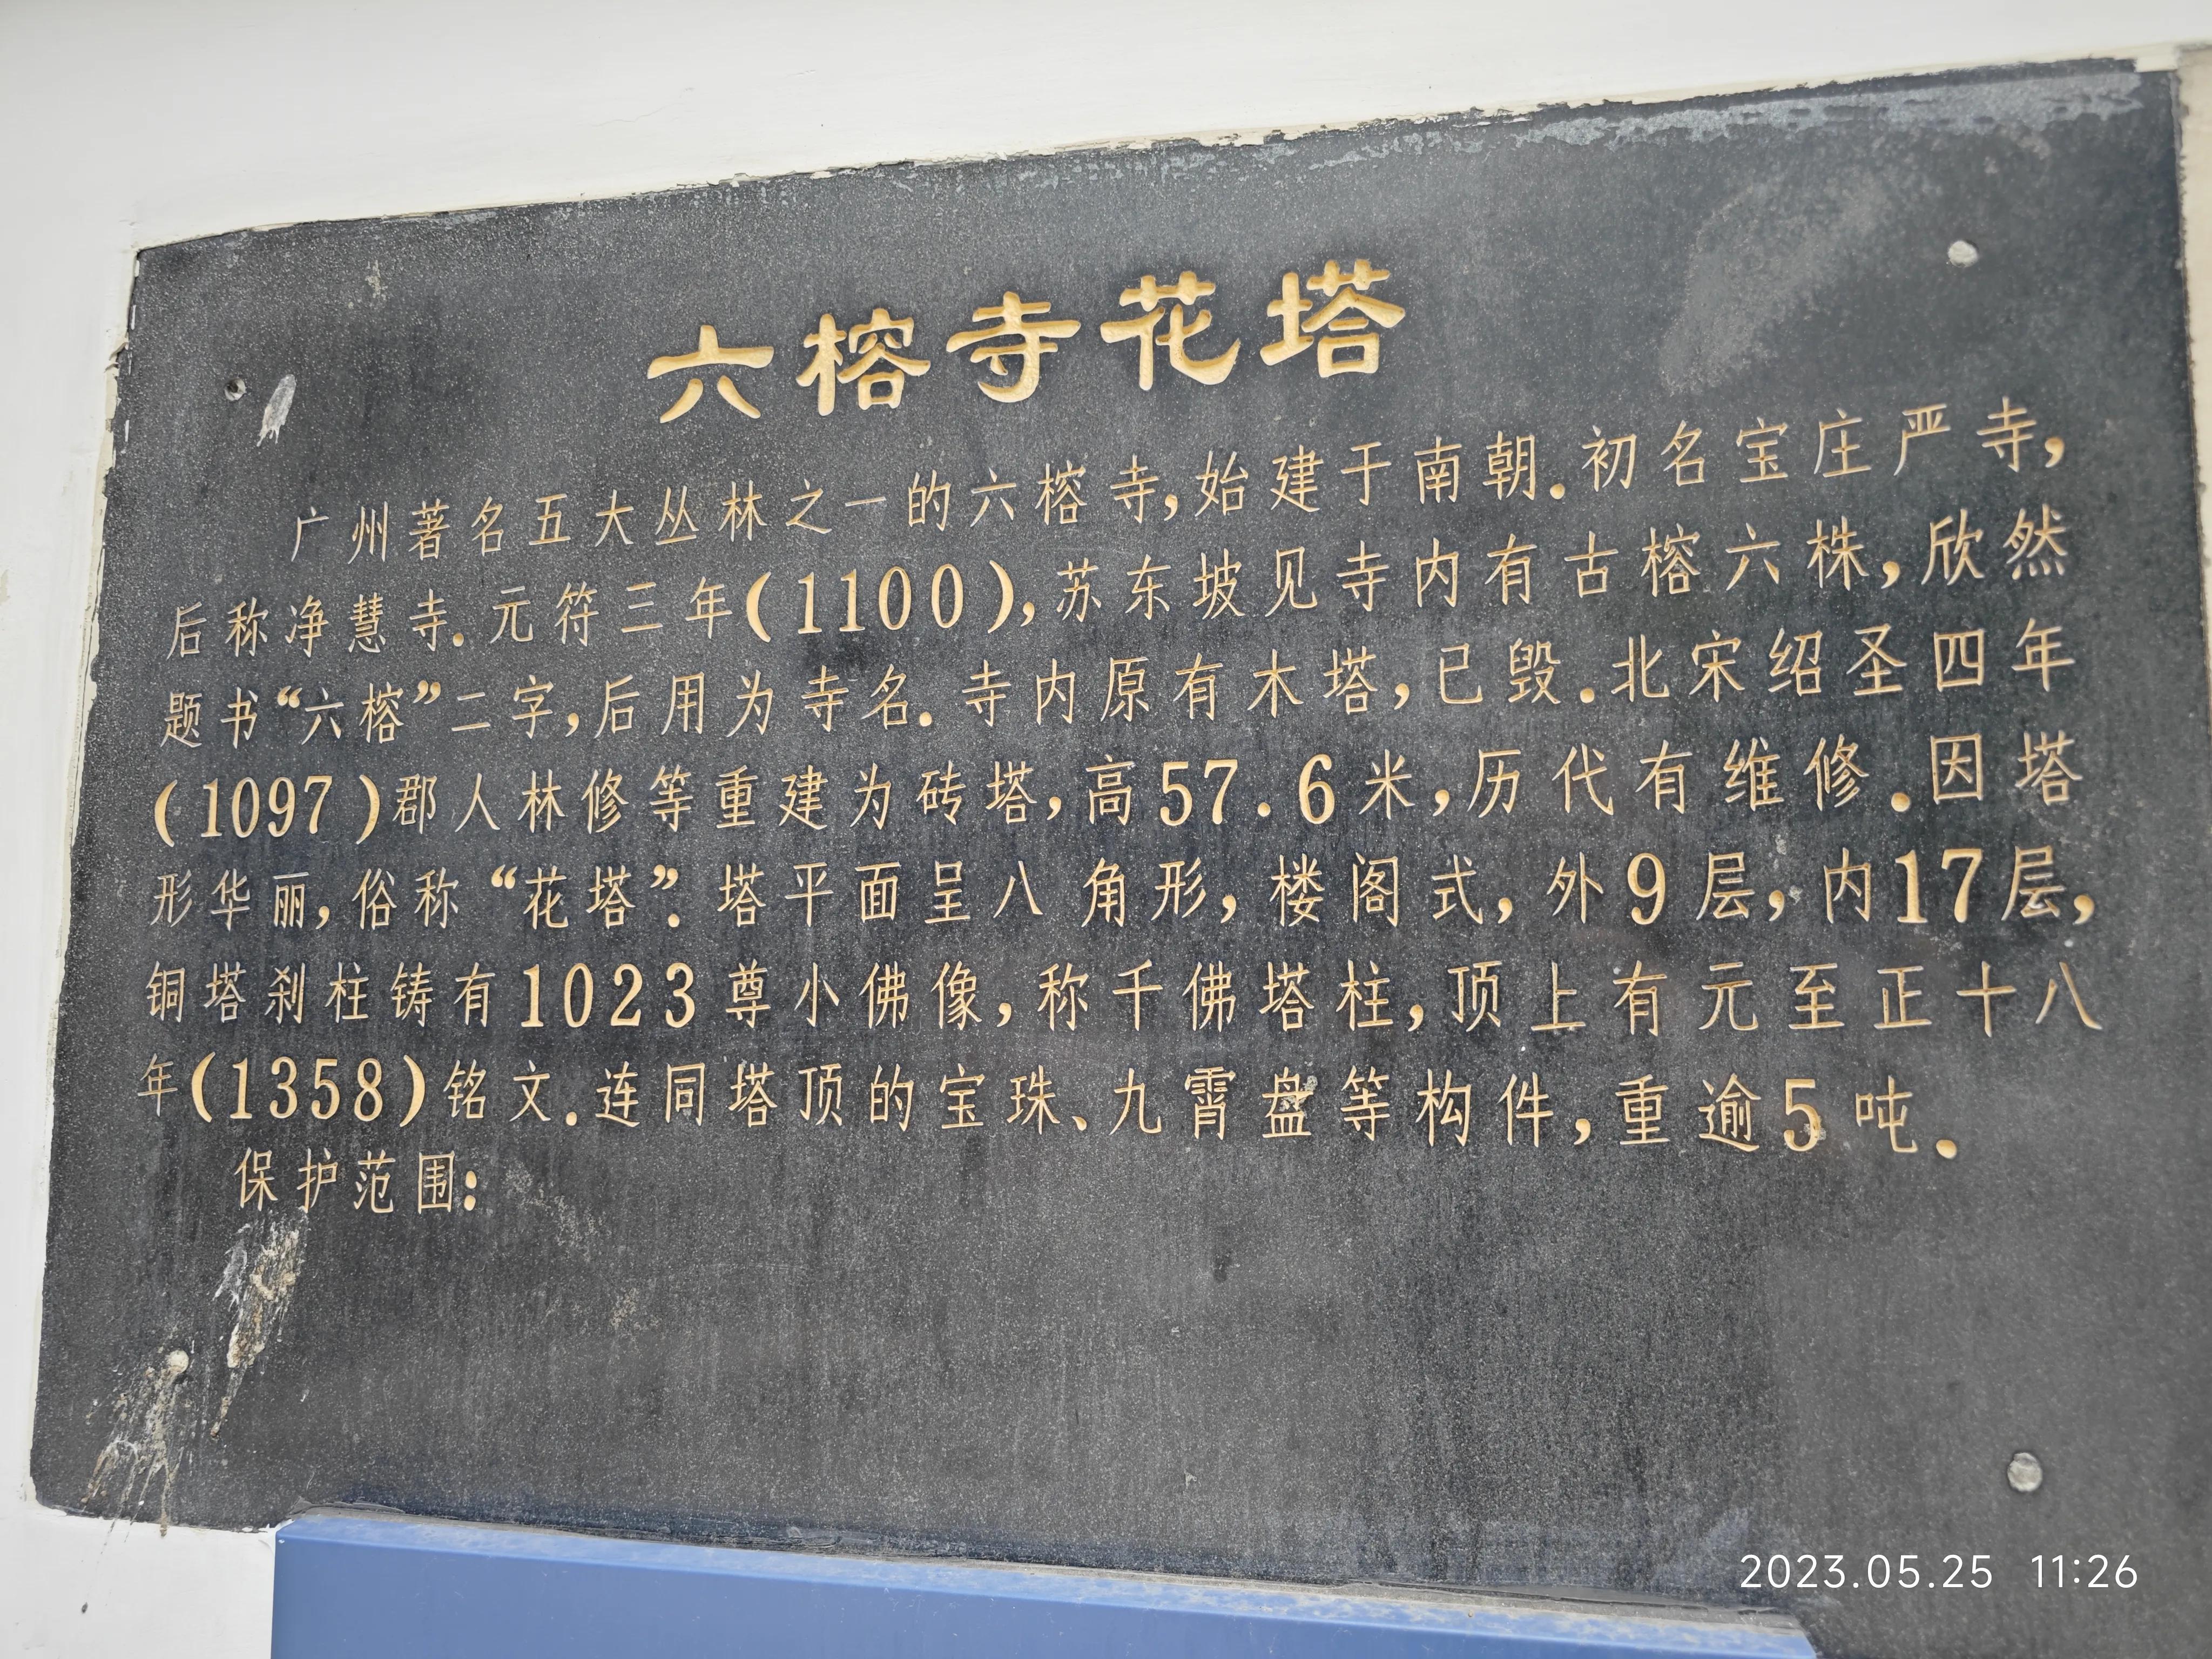 六榕寺花塔
广州著名五大丛林之一的六榕寺,始建于南朝.初名宝庄严寺,
后称净慧寺.元符三年(1100),苏东坡见寺内有古榕六株,欣然
题书“六榕”二字,后用为寺名.寺内原有木塔,已毁.北宋绍圣四年
(1097)郡人林修等重建为砖塔,高57.6米,历代有维修.因塔
形华丽,俗称“花塔”.塔平面呈八角形,楼阁式,外9层,内17层,
铜塔刹柱铸有1023尊小佛像,称千佛塔柱,顶上有元至正十八
年(1358)铭文.连同塔顶的宝珠、九霄盘等构件,重逾5吨.
保护范围:
2023.05.25 11:26